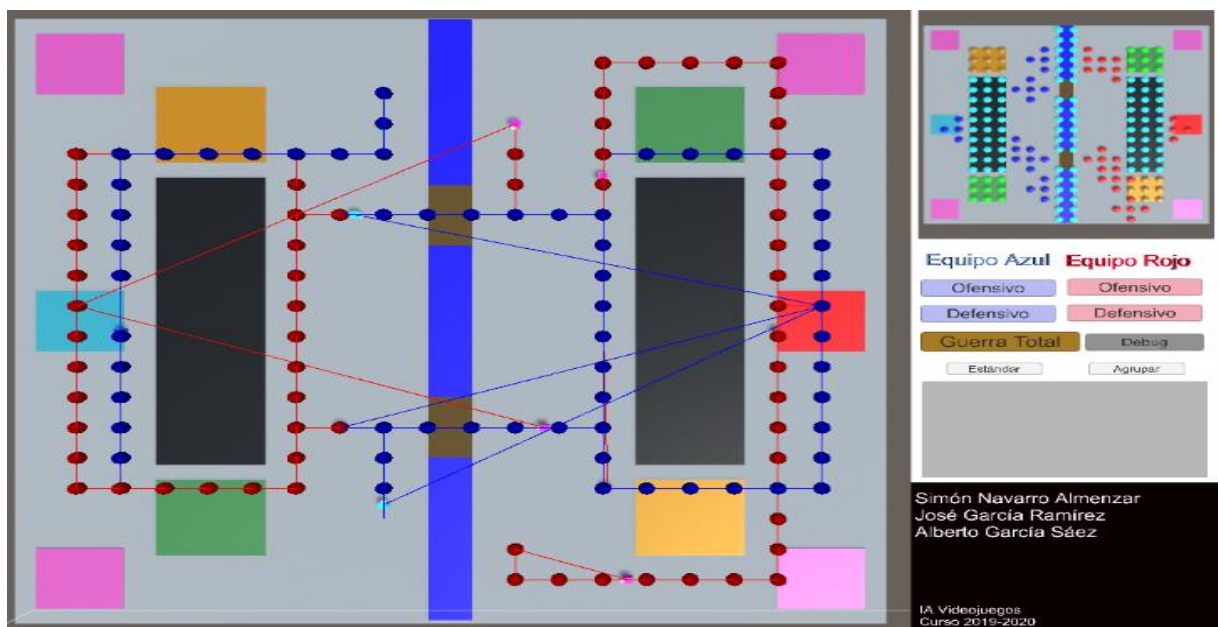 Equipo Azul Equipo Rojo
Ofensivo Ofensivo
Defensivo Defensivo
Guerra Total Debug
Estándar Agrupar
Simón Navarro Almenzar
José García Ramírez
Alberto García Sáez
IA Videojuegos
Curso 2019-2020